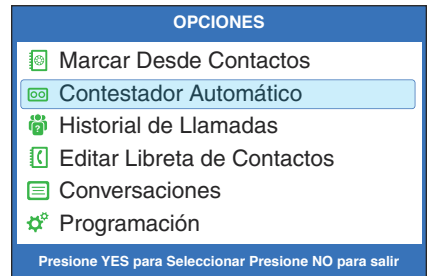 OPCIONES
Marcar Desde Contactos
Contestador Automático
Historial de Llamadas
Editar Libreta de Contactos
Conversaciones
Programación
Presione YES para Seleccionar Presione NO para salir